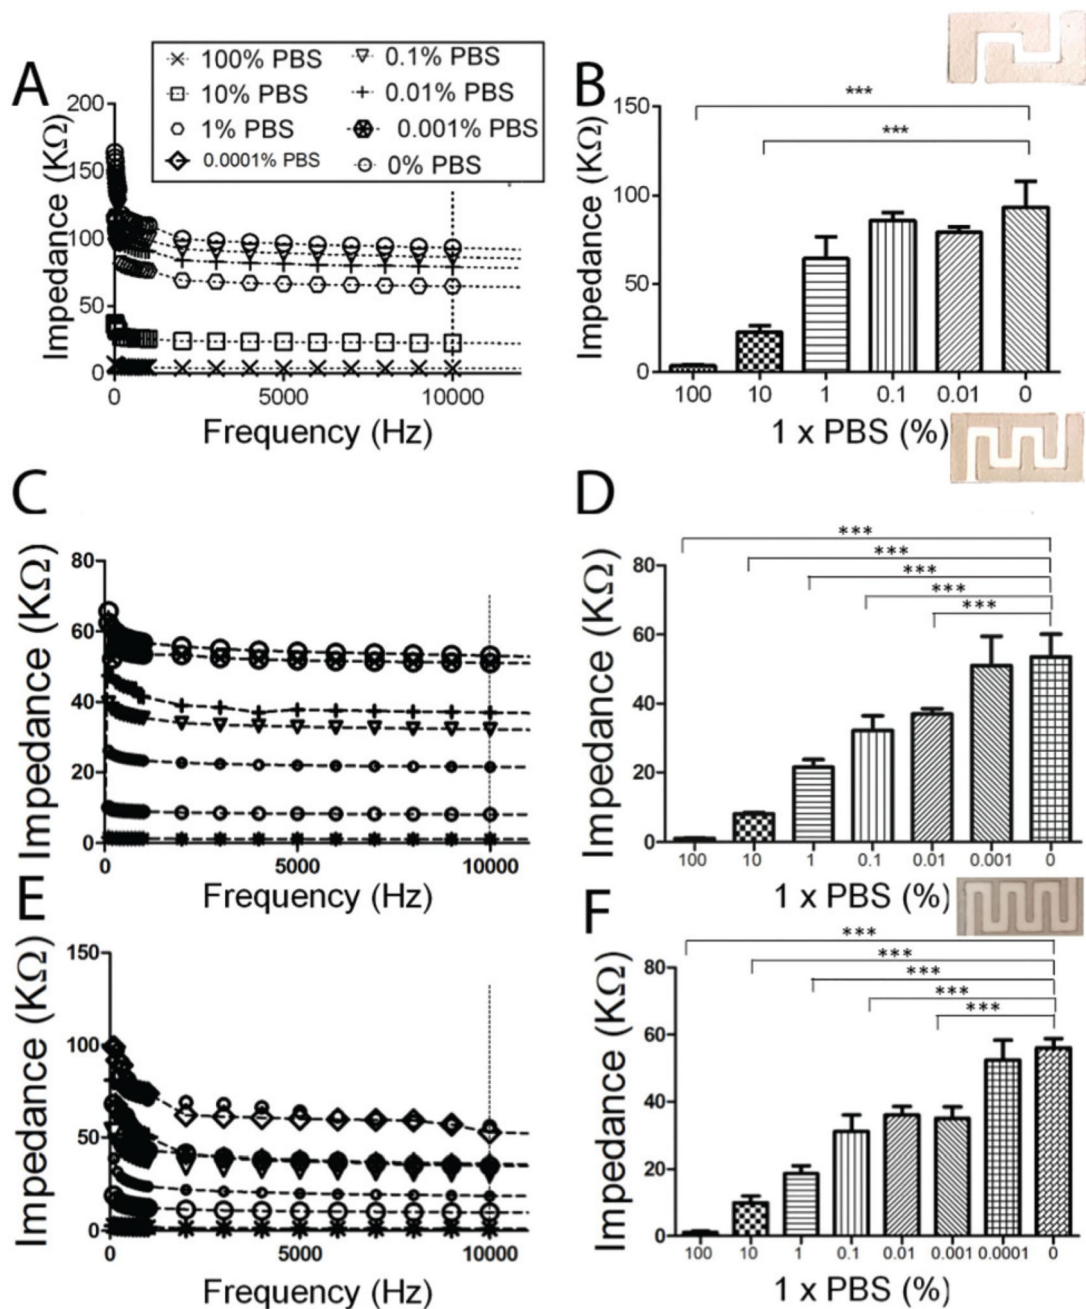 A
Impedance (KΩ)
200
150
100
50
0
0
5000
10000
Frequency (Hz)
100% PBS
10% PBS
1% PBS
0.0001% PBS
0.1% PBS
0.01% PBS
0.001% PBS
0% PBS
B
Impedance (KΩ)
150
100
50
0
***
***
100 10 1 0.1 0.01 0
1 x PBS (%)
C
Impedance (KΩ)
80
60
40
20
0
0 5000 10000
Frequency (Hz)
D
Impedance (KΩ)
80
60
40
20
0
***
***
***
***
***
100 10 1 0.1 0.01 0.001 0
1 x PBS (%)
E
Impedance (KΩ)
150
100
50
0
0 5000 10000
Frequency (Hz)
F
Impedance (KΩ)
80
60
40
20
0
***
***
***
***
***
100 10 1 0.1 0.01 0.001 0.0001 0
1 x PBS (%)